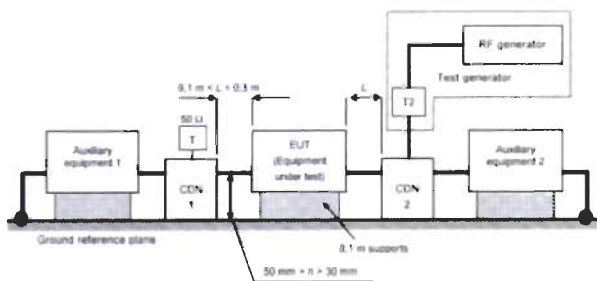 RF generator
Test generator
0,1 m < L < 0,3 m
L
T2
50 Ω
T
Auxiliary
equipment 1
CDN
1
EUT
(Equipment
under test)
CDN
2
Auxiliary
equipment 2
Ground reference plane
0,1 m supports
50 mm > h > 30 mm